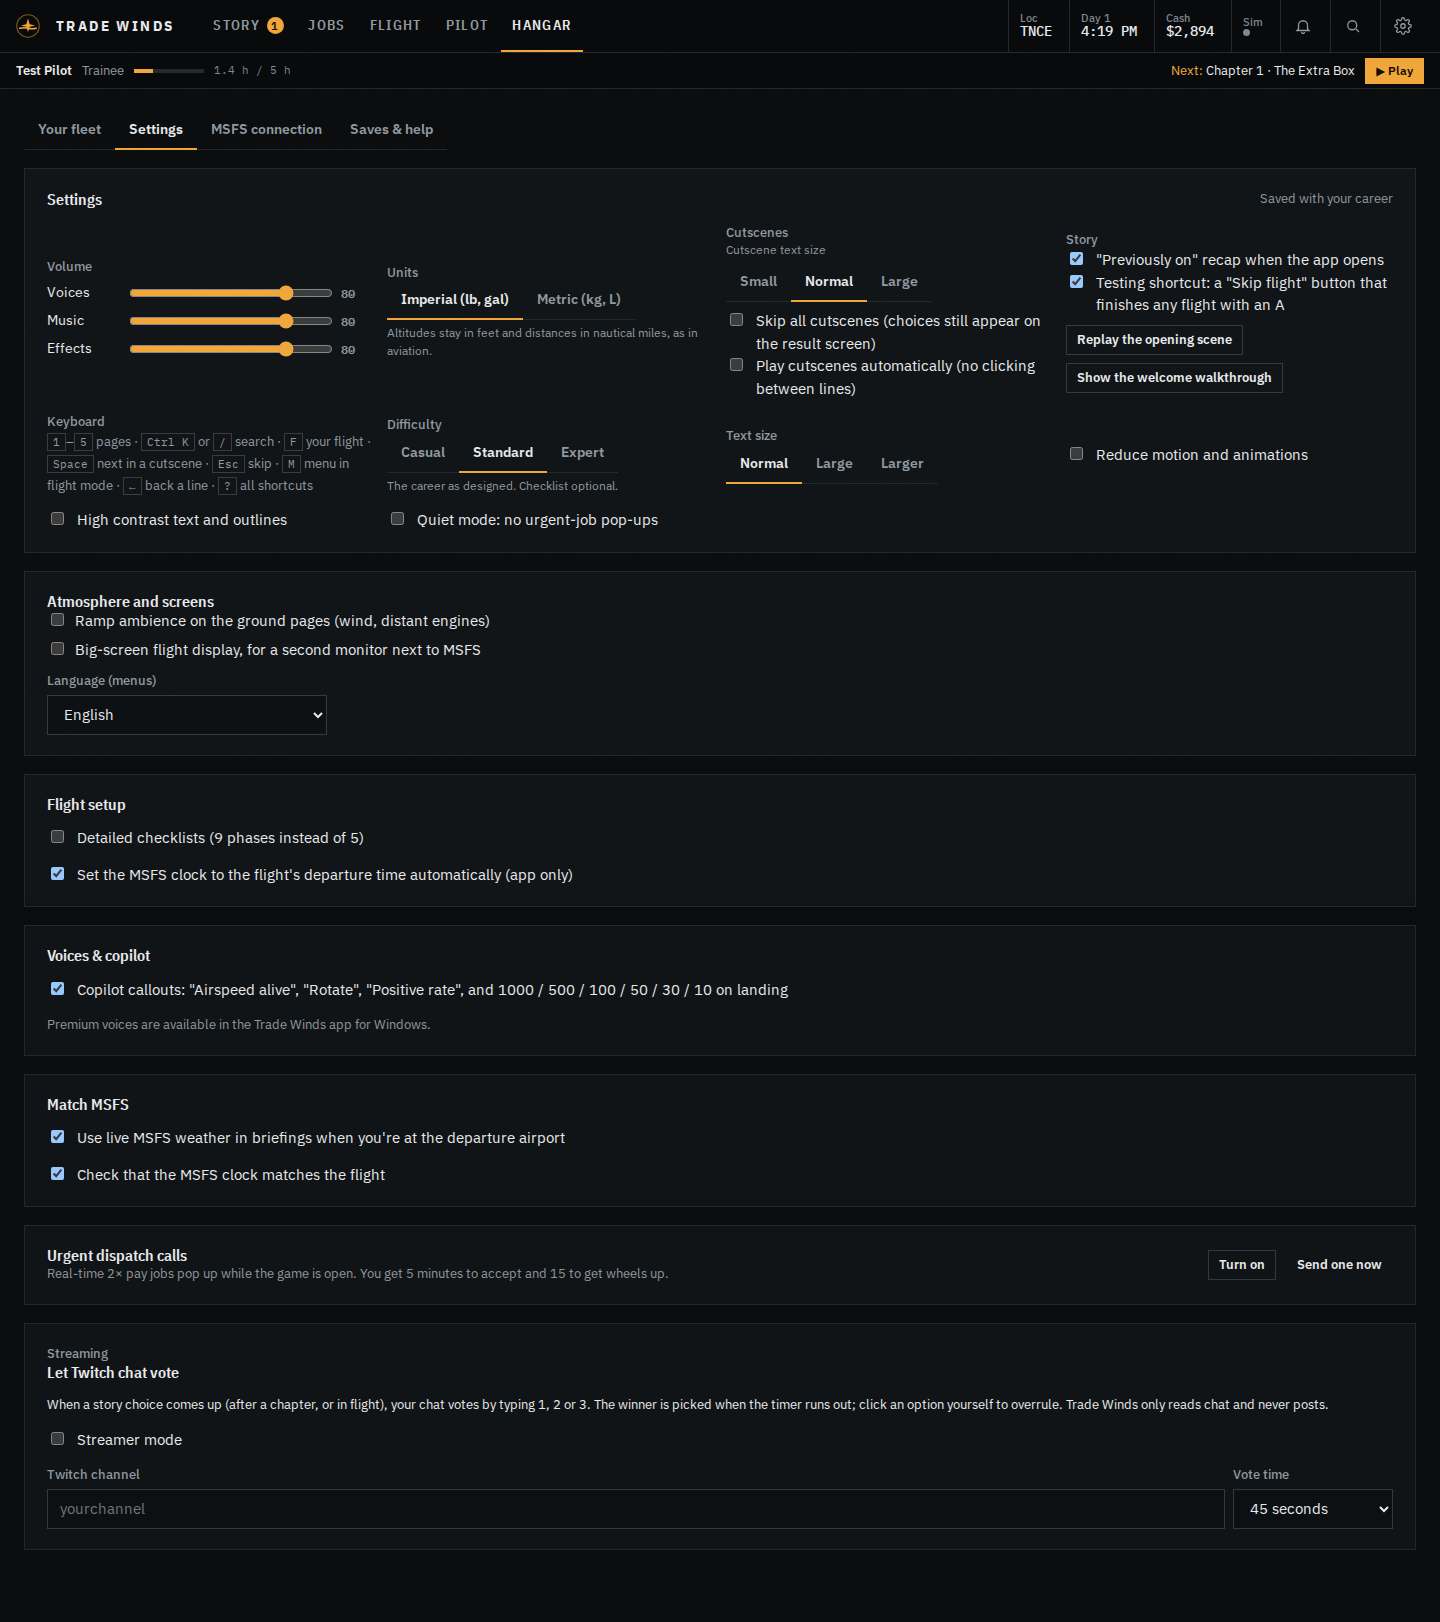 TRADE WINDS
STORY 1
JOBS
FLIGHT
PILOT
HANGAR
Loc
TNCE
Day 1
4:19 PM
Cash
$2,894
Sim
Test Pilot Trainee 1.4 h / 5 h
Next: Chapter 1 · The Extra Box
▶ Play
Your fleet
Settings
MSFS connection
Saves & help
Settings
Saved with your career
Volume
Voices 80
Music 80
Effects 80
Units
Imperial (lb, gal) Metric (kg, L)
Altitudes stay in feet and distances in nautical miles, as in
aviation.
Cutscenes
Cutscene text size
Small Normal Large
Skip all cutscenes (choices still appear on
the result screen)
Play cutscenes automatically (no clicking
between lines)
Story
"Previously on" recap when the app opens
Testing shortcut: a "Skip flight" button that
finishes any flight with an A
Replay the opening scene
Show the welcome walkthrough
Keyboard
1 – 5 pages · Ctrl K or / search · F your flight ·
Space next in a cutscene · Esc skip · M menu in
flight mode · ← back a line · ? all shortcuts
Difficulty
Casual Standard Expert
The career as designed. Checklist optional.
Text size
Normal Large Larger
Reduce motion and animations
High contrast text and outlines
Quiet mode: no urgent-job pop-ups
Atmosphere and screens
Ramp ambience on the ground pages (wind, distant engines)
Big-screen flight display, for a second monitor next to MSFS
Language (menus)
English
Flight setup
Detailed checklists (9 phases instead of 5)
Set the MSFS clock to the flight's departure time automatically (app only)
Voices & copilot
Copilot callouts: "Airspeed alive", "Rotate", "Positive rate", and 1000 / 500 / 100 / 50 / 30 / 10 on landing
Premium voices are available in the Trade Winds app for Windows.
Match MSFS
Use live MSFS weather in briefings when you're at the departure airport
Check that the MSFS clock matches the flight
Urgent dispatch calls
Real-time 2× pay jobs pop up while the game is open. You get 5 minutes to accept and 15 to get wheels up.
Turn on
Send one now
Streaming
Let Twitch chat vote
When a story choice comes up (after a chapter, or in flight), your chat votes by typing 1, 2 or 3. The winner is picked when the timer runs out; click an option yourself to overrule. Trade Winds only reads chat and never posts.
Streamer mode
Twitch channel
yourchannel
Vote time
45 seconds